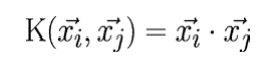 K(x⃗ᵢ, x⃗ⱼ) = x⃗ᵢ · x⃗ⱼ